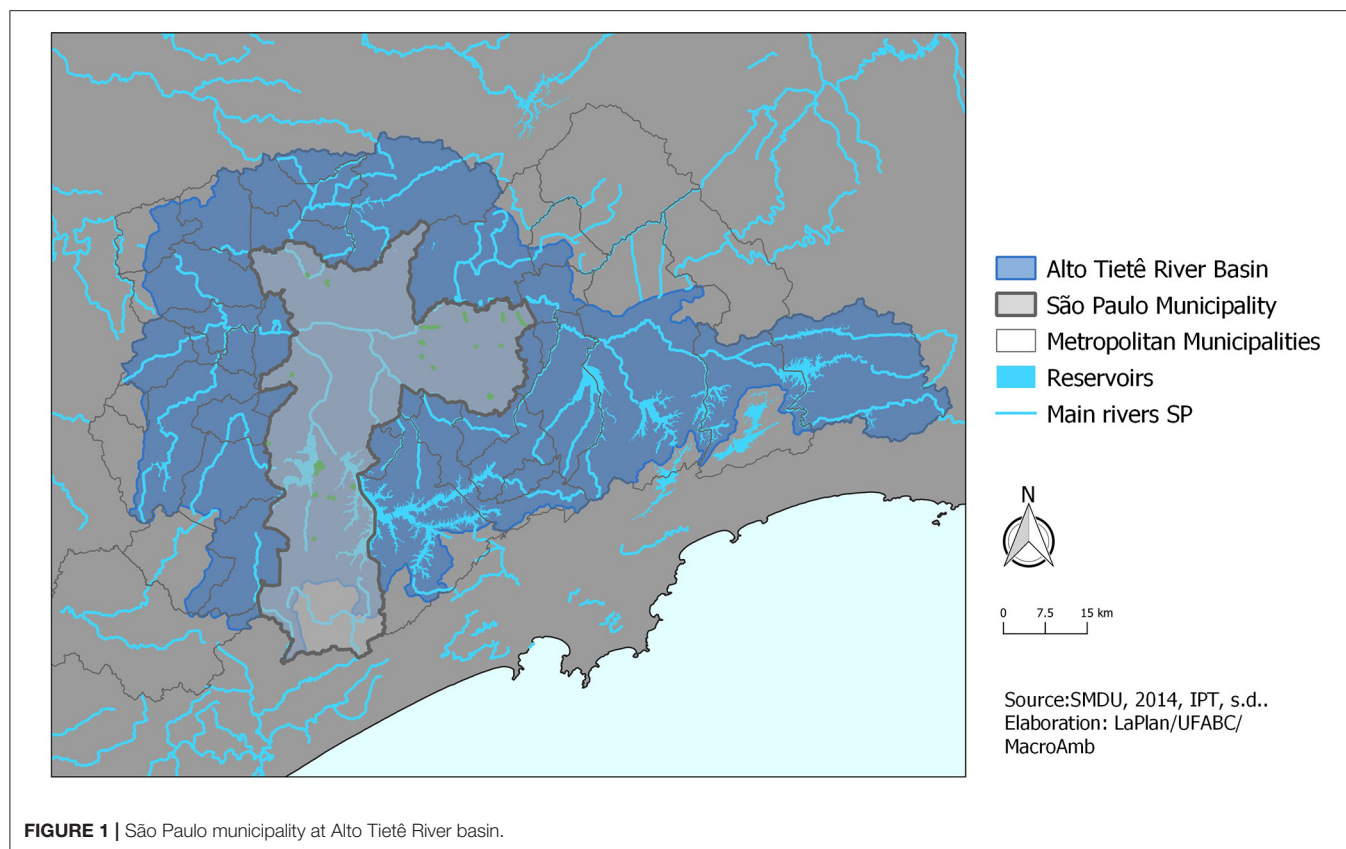 Alto Tietê River Basin
São Paulo Municipality
Metropolitan Municipalities
Reservoirs
Main rivers SP
N
0 7.5 15 km
Source:SMDU, 2014, IPT, s.d..
Elaboration: LaPlan/UFABC/
MacroAmb
FIGURE 1 | São Paulo municipality at Alto Tietê River basin.